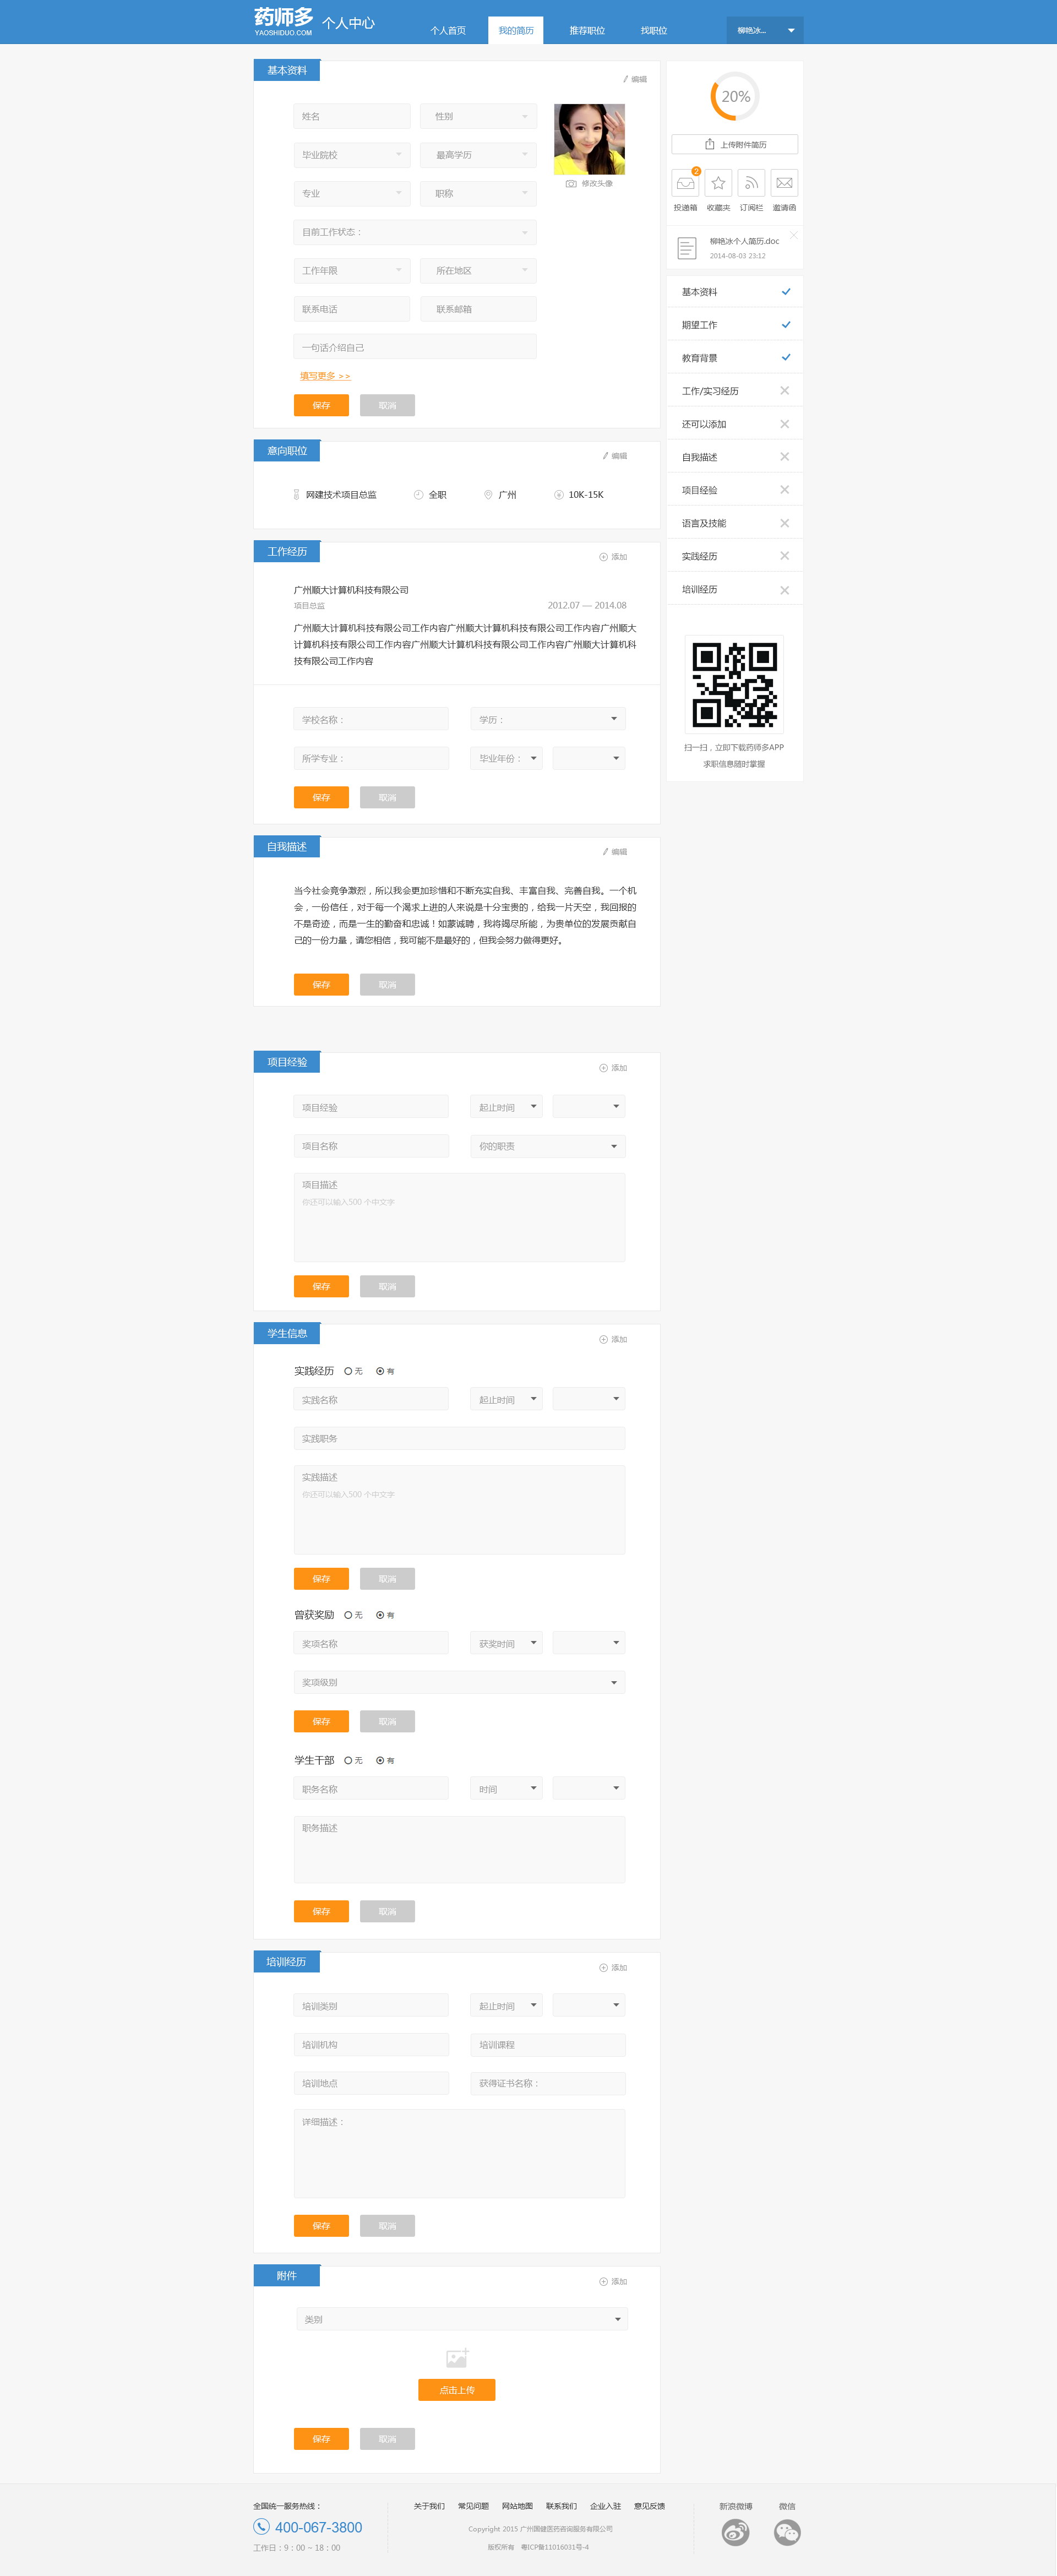 药师多 个人中心
YAOSHIDUO.COM
个人首页 我的简历 推荐职位 找职位 柳艳冰...
基本资料
编辑
姓名 性别
毕业院校 最高学历
专业 职称
修改头像
目前工作状态：
工作年限 所在地区
联系电话 联系邮箱
一句话介绍自己
填写更多 >>
保存 取消
20%
上传附件简历
2
投递箱 收藏夹 订阅栏 邀请函
柳艳冰个人简历.doc
2014-08-03 23:12
基本资料
期望工作
教育背景
工作/实习经历
还可以添加
自我描述
项目经验
语言及技能
实践经历
培训经历
扫一扫，立即下载药师多APP
求职信息随时掌握
意向职位
编辑
网建技术项目总监 全职 广州 10K-15K
工作经历
添加
广州顺大计算机科技有限公司
项目总监 2012.07 — 2014.08
广州顺大计算机科技有限公司工作内容广州顺大计算机科技有限公司工作内容广州顺大
计算机科技有限公司工作内容广州顺大计算机科技有限公司工作内容广州顺大计算机科
技有限公司工作内容
学校名称： 学历：
所学专业： 毕业年份：
保存 取消
自我描述
编辑
当今社会竞争激烈，所以我会更加珍惜和不断充实自我、丰富自我、完善自我。一个机
会，一份信任，对于每一个渴求上进的人来说是十分宝贵的，给我一片天空，我回报的
不是奇迹，而是一生的勤奋和忠诚！如蒙诚聘，我将竭尽所能，为贵单位的发展贡献自
己的一份力量，请您相信，我可能不是最好的，但我会努力做得更好。
保存 取消
项目经验
添加
项目经验 起止时间
项目名称 你的职责
项目描述
你还可以输入500 个中文字
保存 取消
学生信息
添加
实践经历 无 有
实践名称 起止时间
实践职务
实践描述
你还可以输入500 个中文字
保存 取消
曾获奖励 无 有
奖项名称 获奖时间
奖项级别
保存 取消
学生干部 无 有
职务名称 时间
职务描述
保存 取消
培训经历
添加
培训类别 起止时间
培训机构 培训课程
培训地点 获得证书名称：
详细描述：
保存 取消
附件
添加
类别
点击上传
保存 取消
全国统一服务热线：
400-067-3800
工作日：9：00 ~ 18：00
关于我们 常见问题 网站地图 联系我们 企业入驻 意见反馈
Copyright 2015 广州国健医药咨询服务有限公司
版权所有 粤ICP备11016031号-4
新浪微博 微信